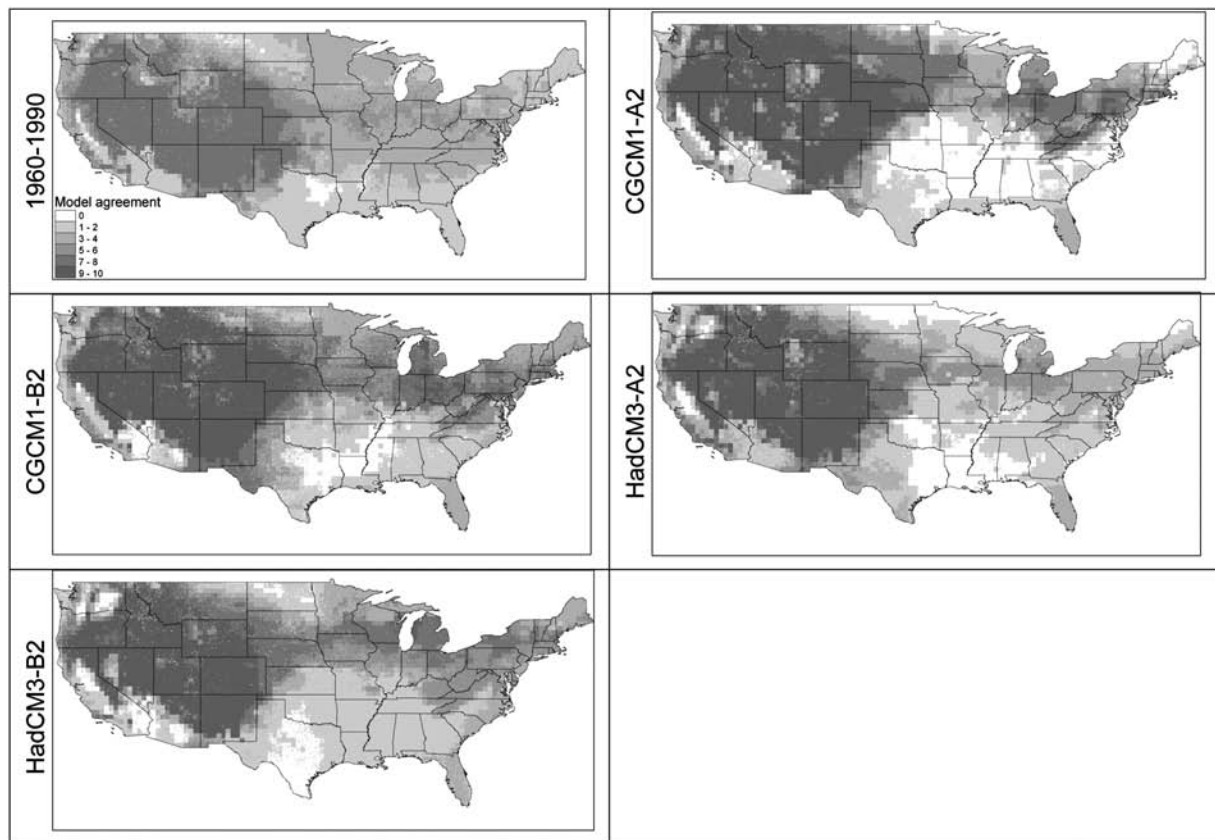 1960-1990
Model agreement
0
1 - 2
3 - 4
5 - 6
7 - 8
9 - 10
CGCM1-A2
CGCM1-B2
HadCM3-A2
HadCM3-B2